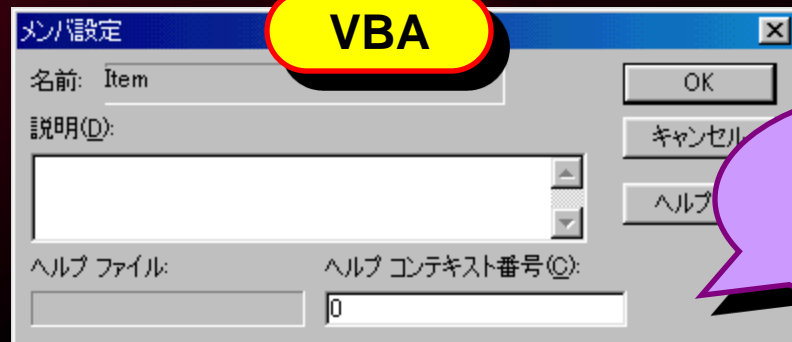 VBA
メンバ設定
名前: Item
OK
説明(D):
キャンセル
ヘルプ
ヘルプ ファイル:
ヘルプ コンテキスト番号(C):
0